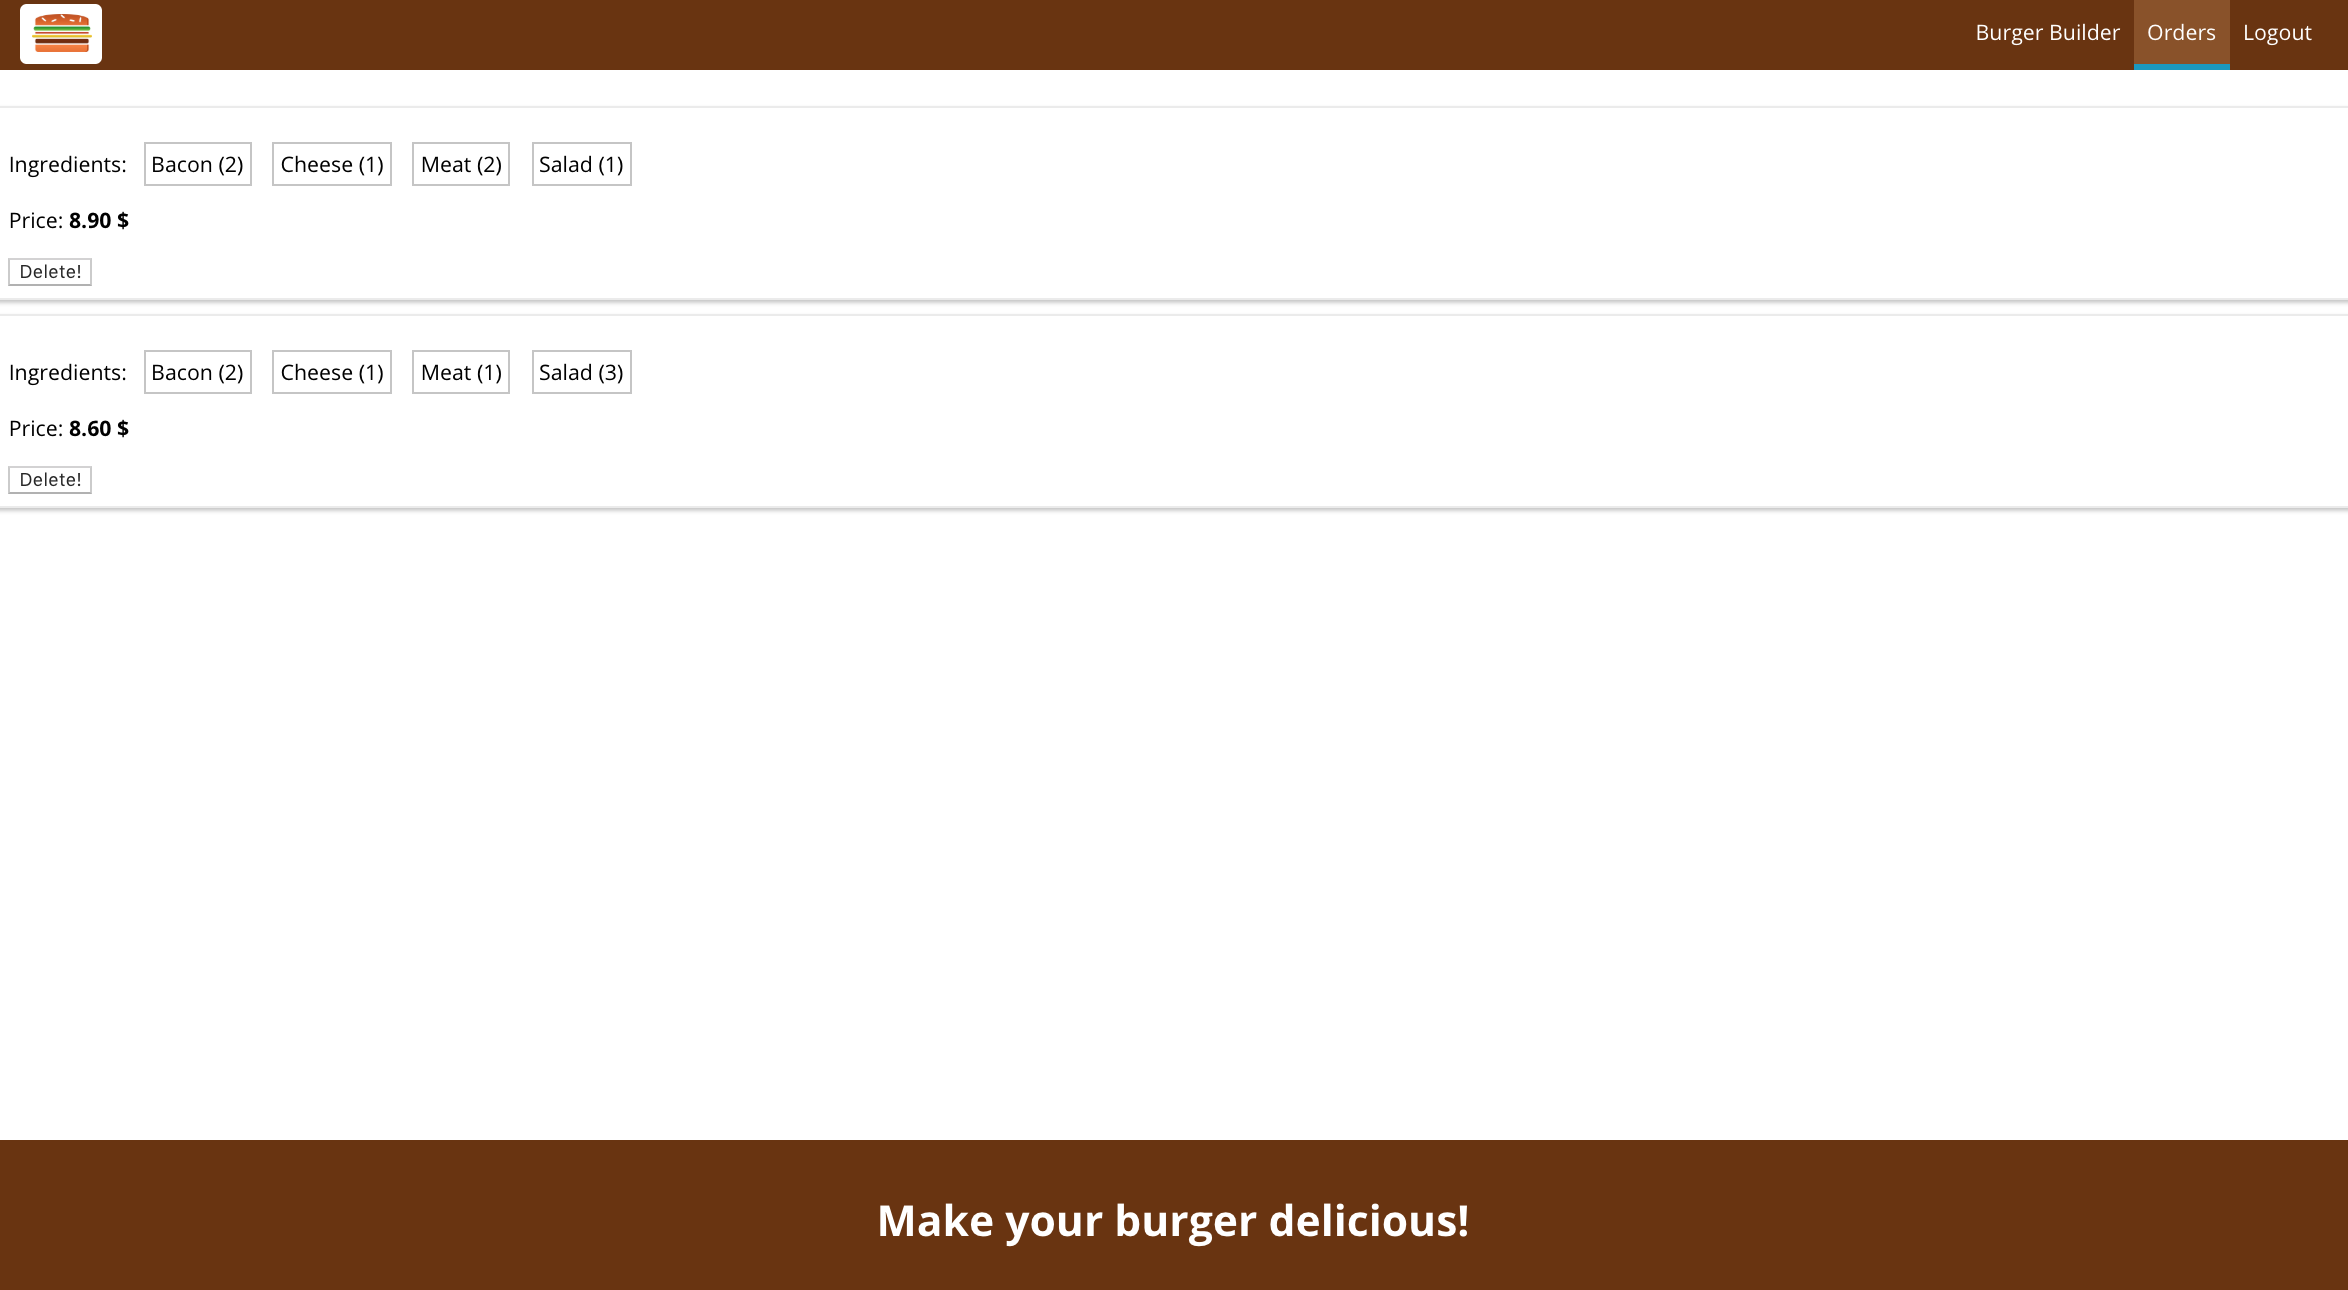 Burger Builder Orders Logout
Ingredients: Bacon (2) Cheese (1) Meat (2) Salad (1)
Price: 8.90 $
Delete!
Ingredients: Bacon (2) Cheese (1) Meat (1) Salad (3)
Price: 8.60 $
Delete!
Make your burger delicious!